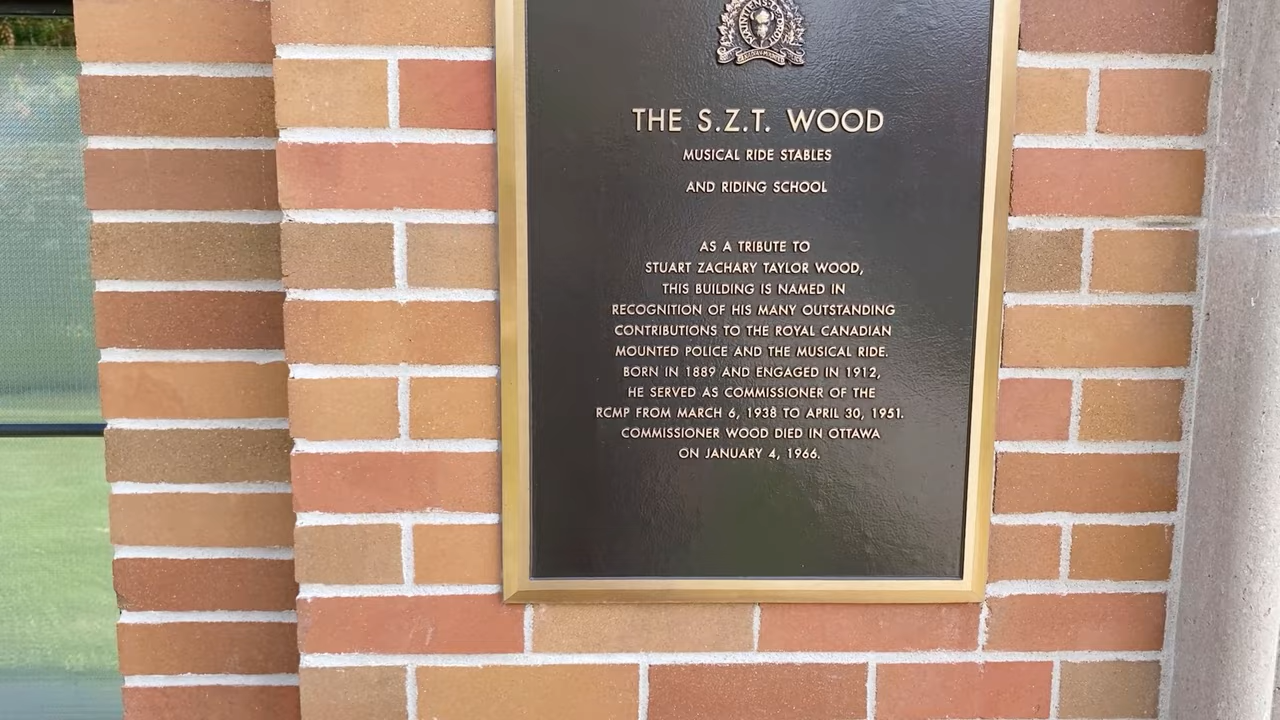 MAINTIENS LE DROIT
THE S.Z.T. WOOD
MUSICAL RIDE STABLES
AND RIDING SCHOOL
AS A TRIBUTE TO
STUART ZACHARY TAYLOR WOOD,
THIS BUILDING IS NAMED IN
RECOGNITION OF HIS MANY OUTSTANDING
CONTRIBUTIONS TO THE ROYAL CANADIAN
MOUNTED POLICE AND THE MUSICAL RIDE.
BORN IN 1889 AND ENGAGED IN 1912,
HE SERVED AS COMMISSIONER OF THE
RCMP FROM MARCH 6, 1938 TO APRIL 30, 1951.
COMMISSIONER WOOD DIED IN OTTAWA
ON JANUARY 4, 1966.